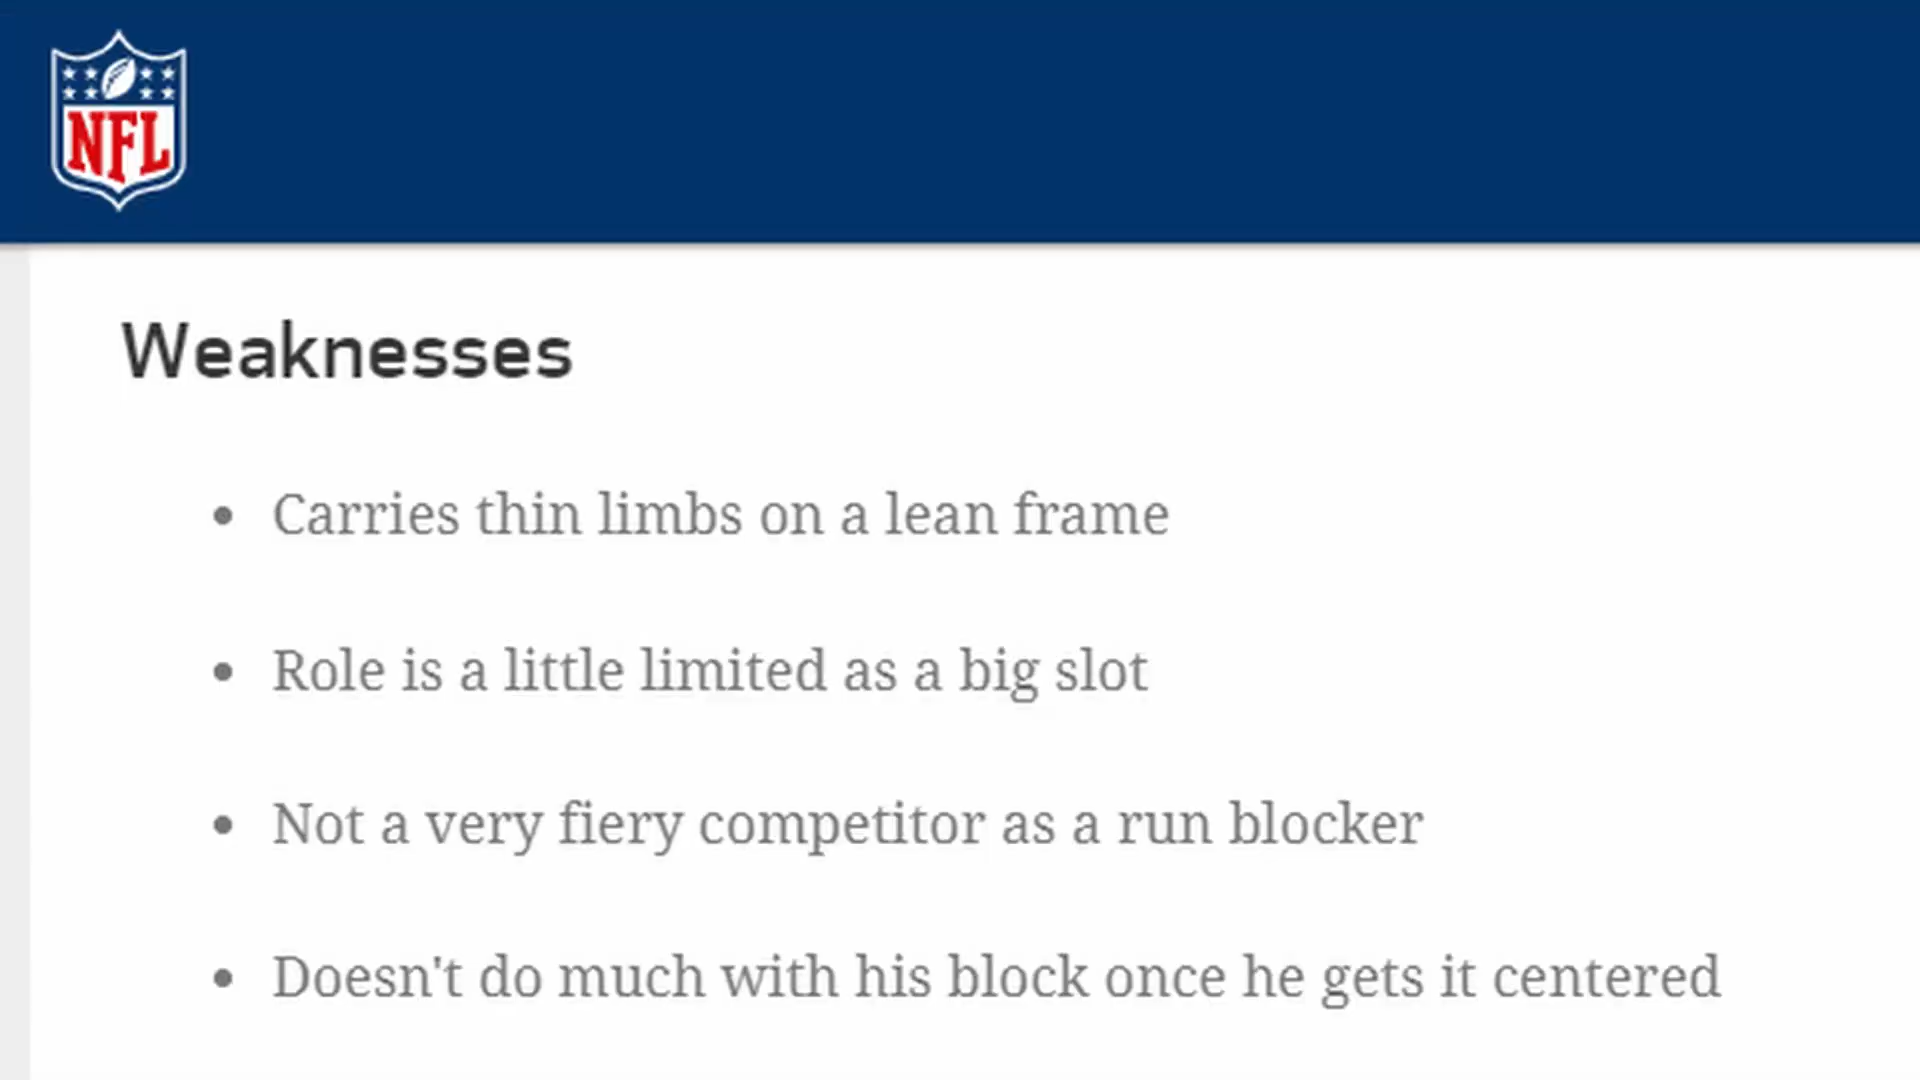 NFL
Weaknesses
• Carries thin limbs on a lean frame
• Role is a little limited as a big slot
• Not a very fiery competitor as a run blocker
• Doesn't do much with his block once he gets it centered